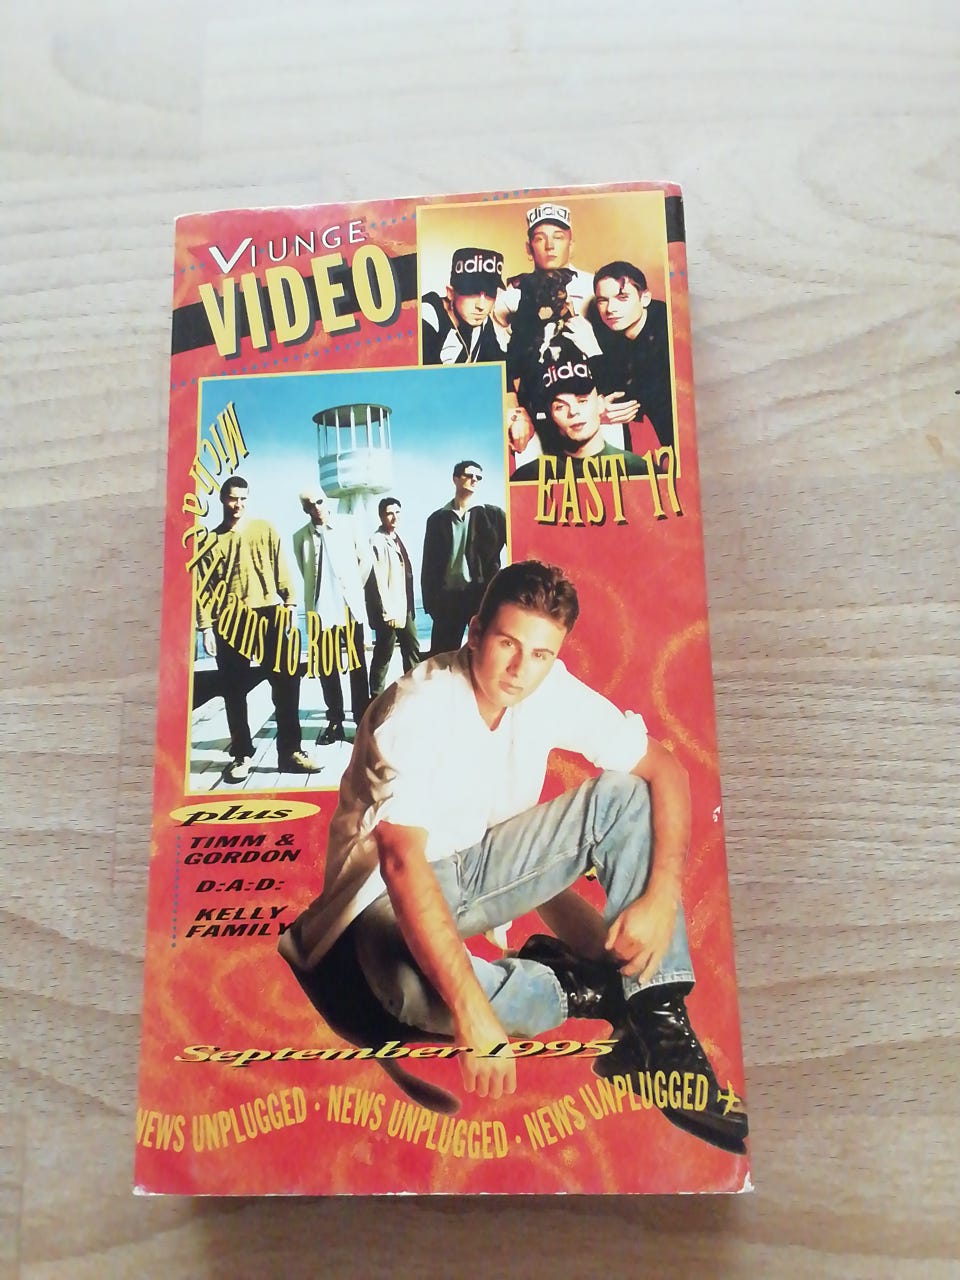 VI UNGE
VIDEO
adidas
adidas
adidas
EAST 17
Michael
Learns To Rock
plus
TIMM &
GORDON
D:A:D:
KELLY
FAMILY
September 1995
NEWS UNPLUGGED · NEWS UNPLUGGED · NEWS UNPLUGGED